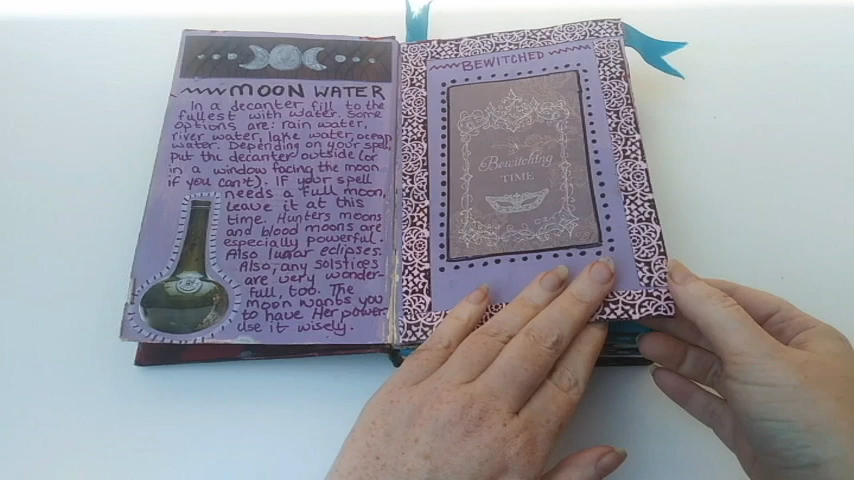 MOON WATER
In a decanter fill to the
fullest with water. Some
options are: rain water,
river water, lake water, ocean
water. Depending on your spell,
put the decanter outside (or
in a window facing the moon
if you can't). If your spell
needs a full moon,
leave it at this
time. Hunters moons
and blood moons are
especially powerful.
Also lunar eclipses.
Also, any solstices
are very wonder-
full, too. The
moon wants you
to have Her power
use it wisely.
BEWITCHED
Bewitching
TIME